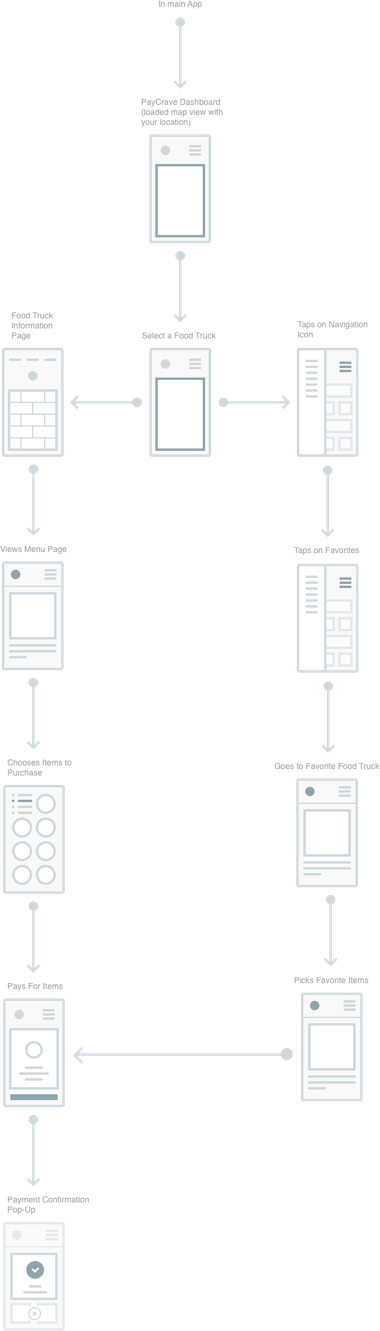 In main App
PayCrave Dashboard
(loaded map view with
your location)
Food Truck
Information
Page
Select a Food Truck
Taps on Navigation
Icon
Views Menu Page
Taps on Favorites
Chooses Items to
Purchase
Goes to Favorite Food Truck
Pays For Items
Picks Favorite Items
Payment Confirmation
Pop-Up